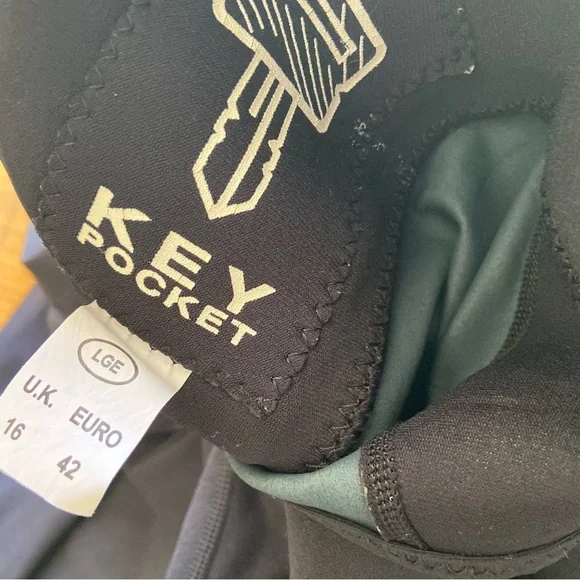 KEY
POCKET
LGE
U.K. EURO
16 42